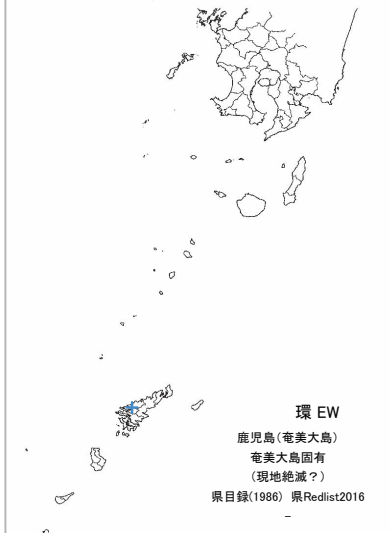 環 EW
鹿児島(奄美大島)
奄美大島固有
(現地絶滅？)
県目録(1986) 県Redlist2016
–